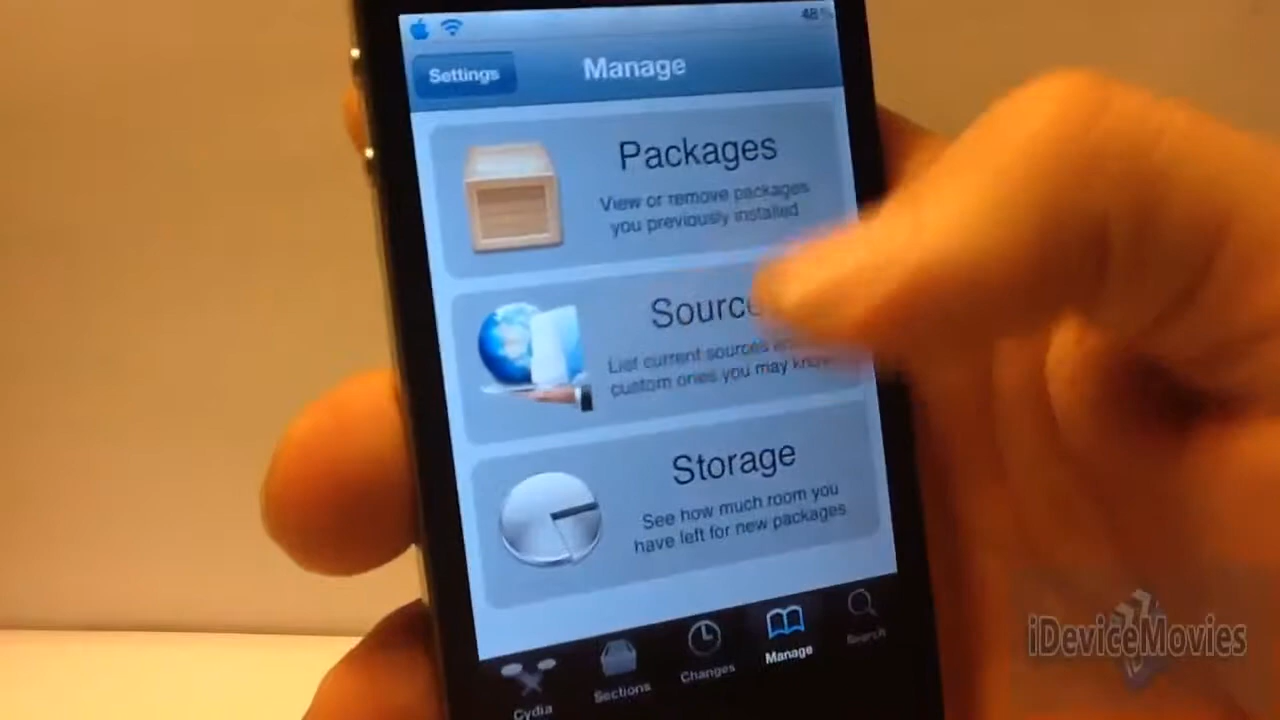 48%
Settings
Manage
Packages
View or remove packages
you previously installed
Source
List current sources
custom ones you may know
Storage
See how much room you
have left for new packages
Cydia
Sections
Changes
Manage
Search
iDeviceMovies